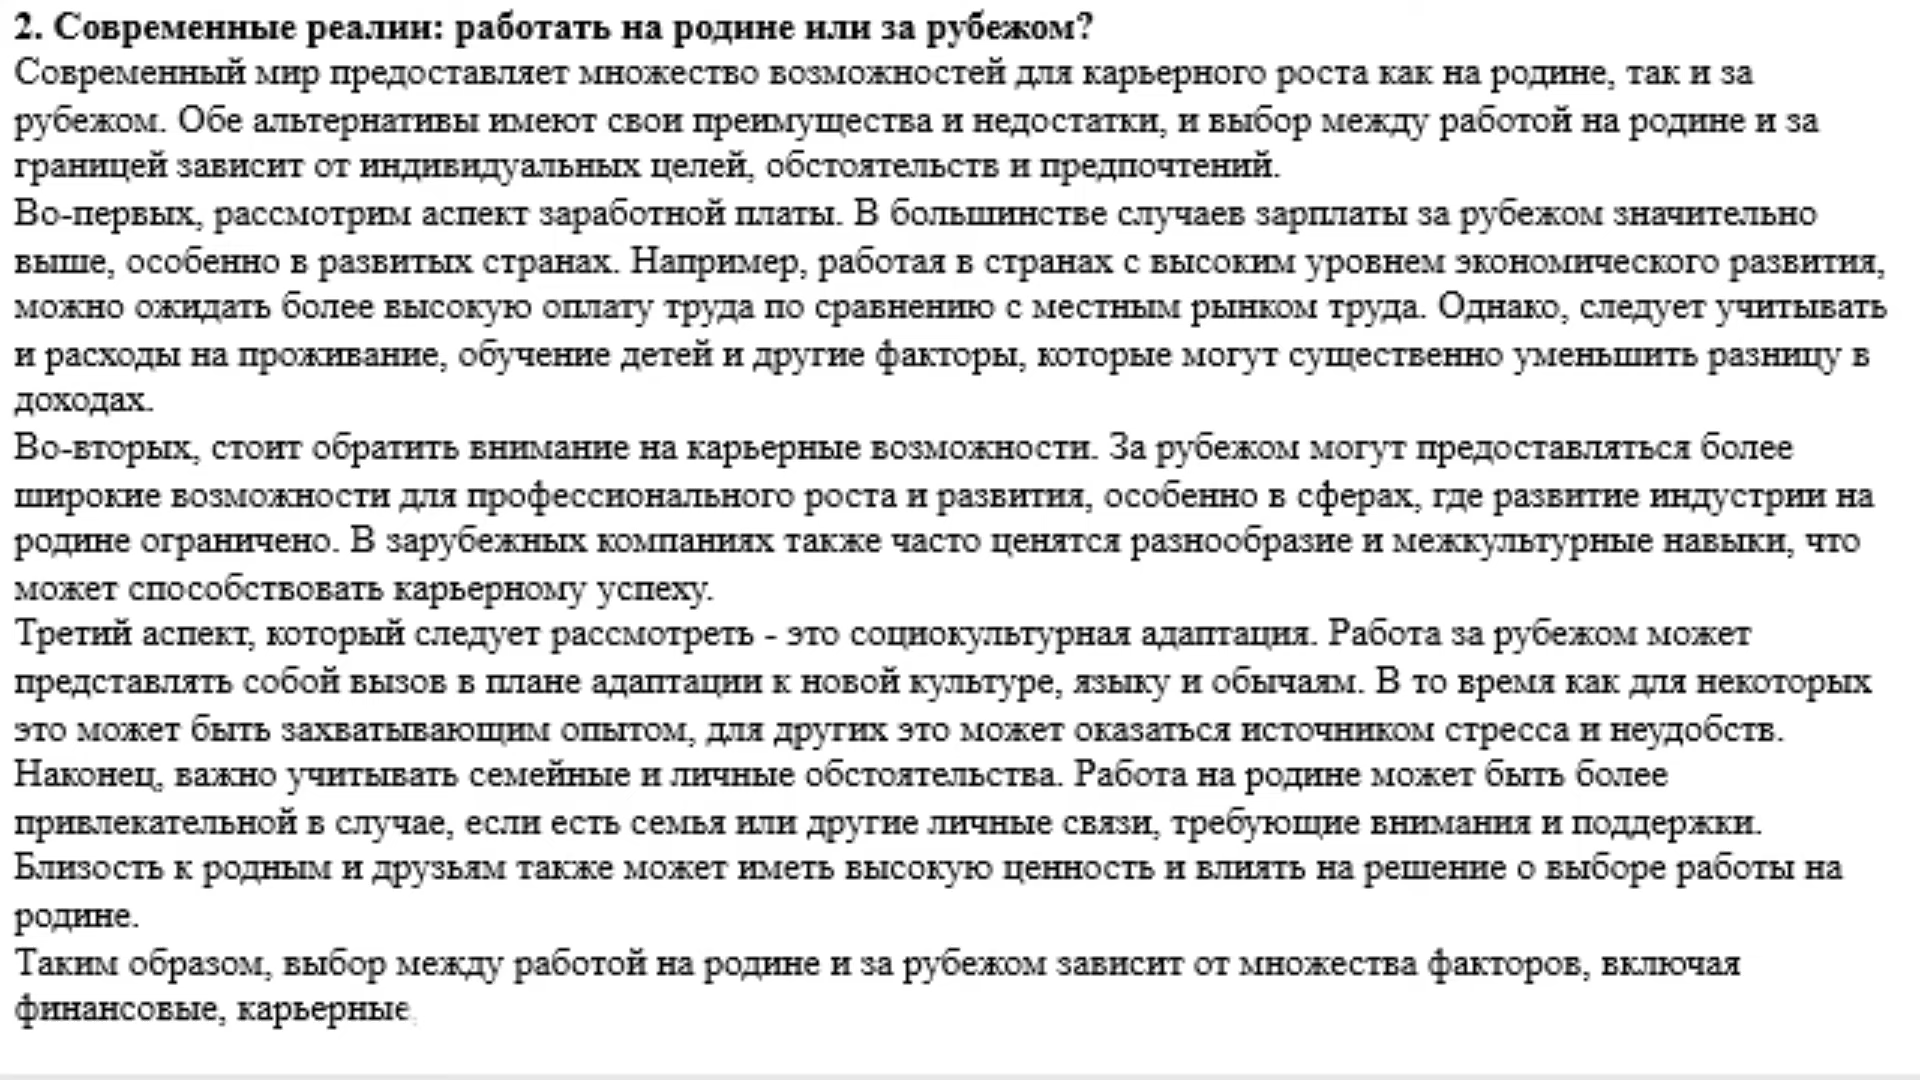 2. Современные реалии: работать на родине или за рубежом?
Современный мир предоставляет множество возможностей для карьерного роста как на родине, так и за
рубежом. Обе альтернативы имеют свои преимущества и недостатки, и выбор между работой на родине и за
границей зависит от индивидуальных целей, обстоятельств и предпочтений.
Во-первых, рассмотрим аспект заработной платы. В большинстве случаев зарплаты за рубежом значительно
выше, особенно в развитых странах. Например, работая в странах с высоким уровнем экономического развития,
можно ожидать более высокую оплату труда по сравнению с местным рынком труда. Однако, следует учитывать
и расходы на проживание, обучение детей и другие факторы, которые могут существенно уменьшить разницу в
доходах.
Во-вторых, стоит обратить внимание на карьерные возможности. За рубежом могут предоставляться более
широкие возможности для профессионального роста и развития, особенно в сферах, где развитие индустрии на
родине ограничено. В зарубежных компаниях также часто ценятся разнообразие и межкультурные навыки, что
может способствовать карьерному успеху.
Третий аспект, который следует рассмотреть - это социокультурная адаптация. Работа за рубежом может
представлять собой вызов в плане адаптации к новой культуре, языку и обычаям. В то время как для некоторых
это может быть захватывающим опытом, для других это может оказаться источником стресса и неудобств.
Наконец, важно учитывать семейные и личные обстоятельства. Работа на родине может быть более
привлекательной в случае, если есть семья или другие личные связи, требующие внимания и поддержки.
Близость к родным и друзьям также может иметь высокую ценность и влиять на решение о выборе работы на
родине.
Таким образом, выбор между работой на родине и за рубежом зависит от множества факторов, включая
финансовые, карьерные,